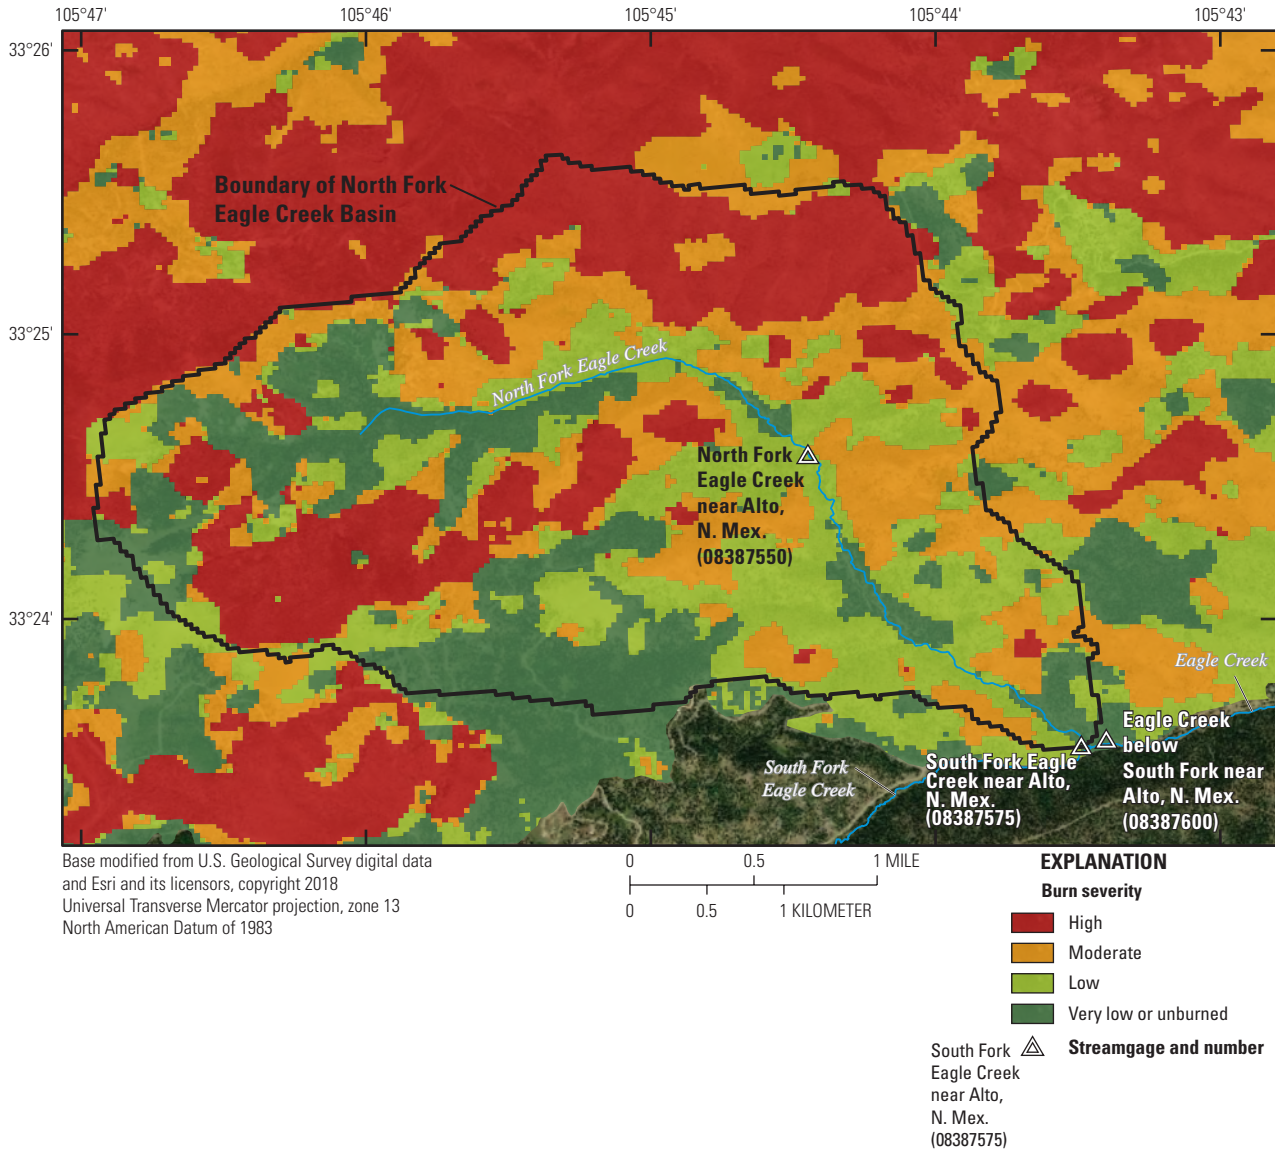 105°47'
105°46'
105°45'
105°44'
105°43'
33°26'
33°25'
33°24'
Boundary of North Fork
Eagle Creek Basin
North Fork Eagle Creek
North Fork
Eagle Creek
near Alto,
N. Mex.
(08387550)
Eagle Creek
Eagle Creek
below
South Fork near
Alto, N. Mex.
(08387600)
South Fork Eagle
Creek near Alto,
N. Mex.
(08387575)
South Fork
Eagle Creek
Base modified from U.S. Geological Survey digital data
and Esri and its licensors, copyright 2018
Universal Transverse Mercator projection, zone 13
North American Datum of 1983
0 0.5 1 MILE
0 0.5 1 KILOMETER
EXPLANATION
Burn severity
High
Moderate
Low
Very low or unburned
Streamgage and number
South Fork
Eagle Creek
near Alto,
N. Mex.
(08387575)